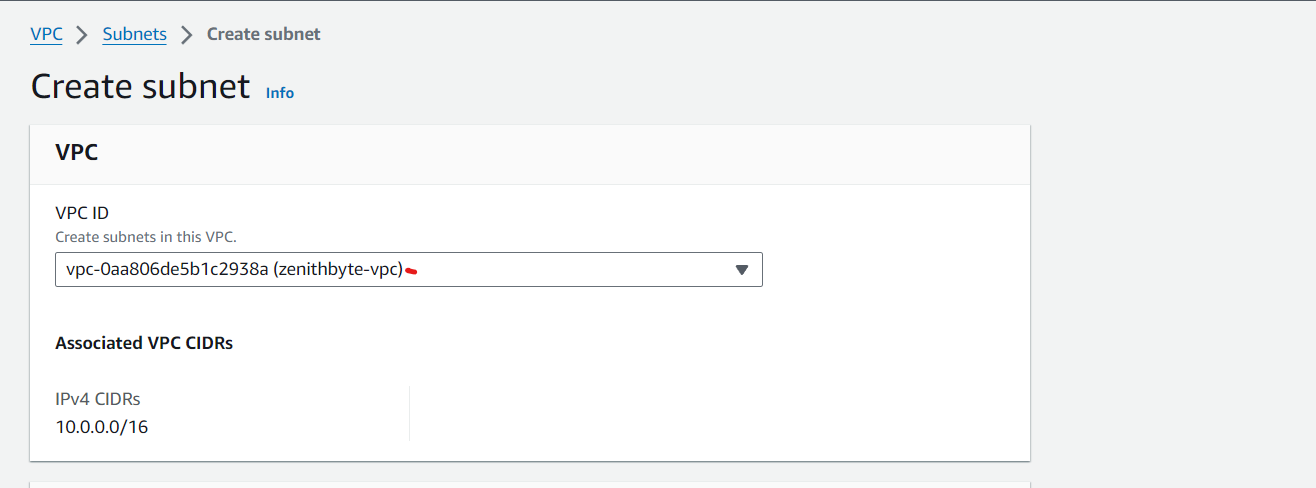 VPC > Subnets > Create subnet
Create subnet Info
VPC
VPC ID
Create subnets in this VPC.
vpc-0aa806de5b1c2938a (zenithbyte-vpc)
Associated VPC CIDRs
IPv4 CIDRs
10.0.0.0/16